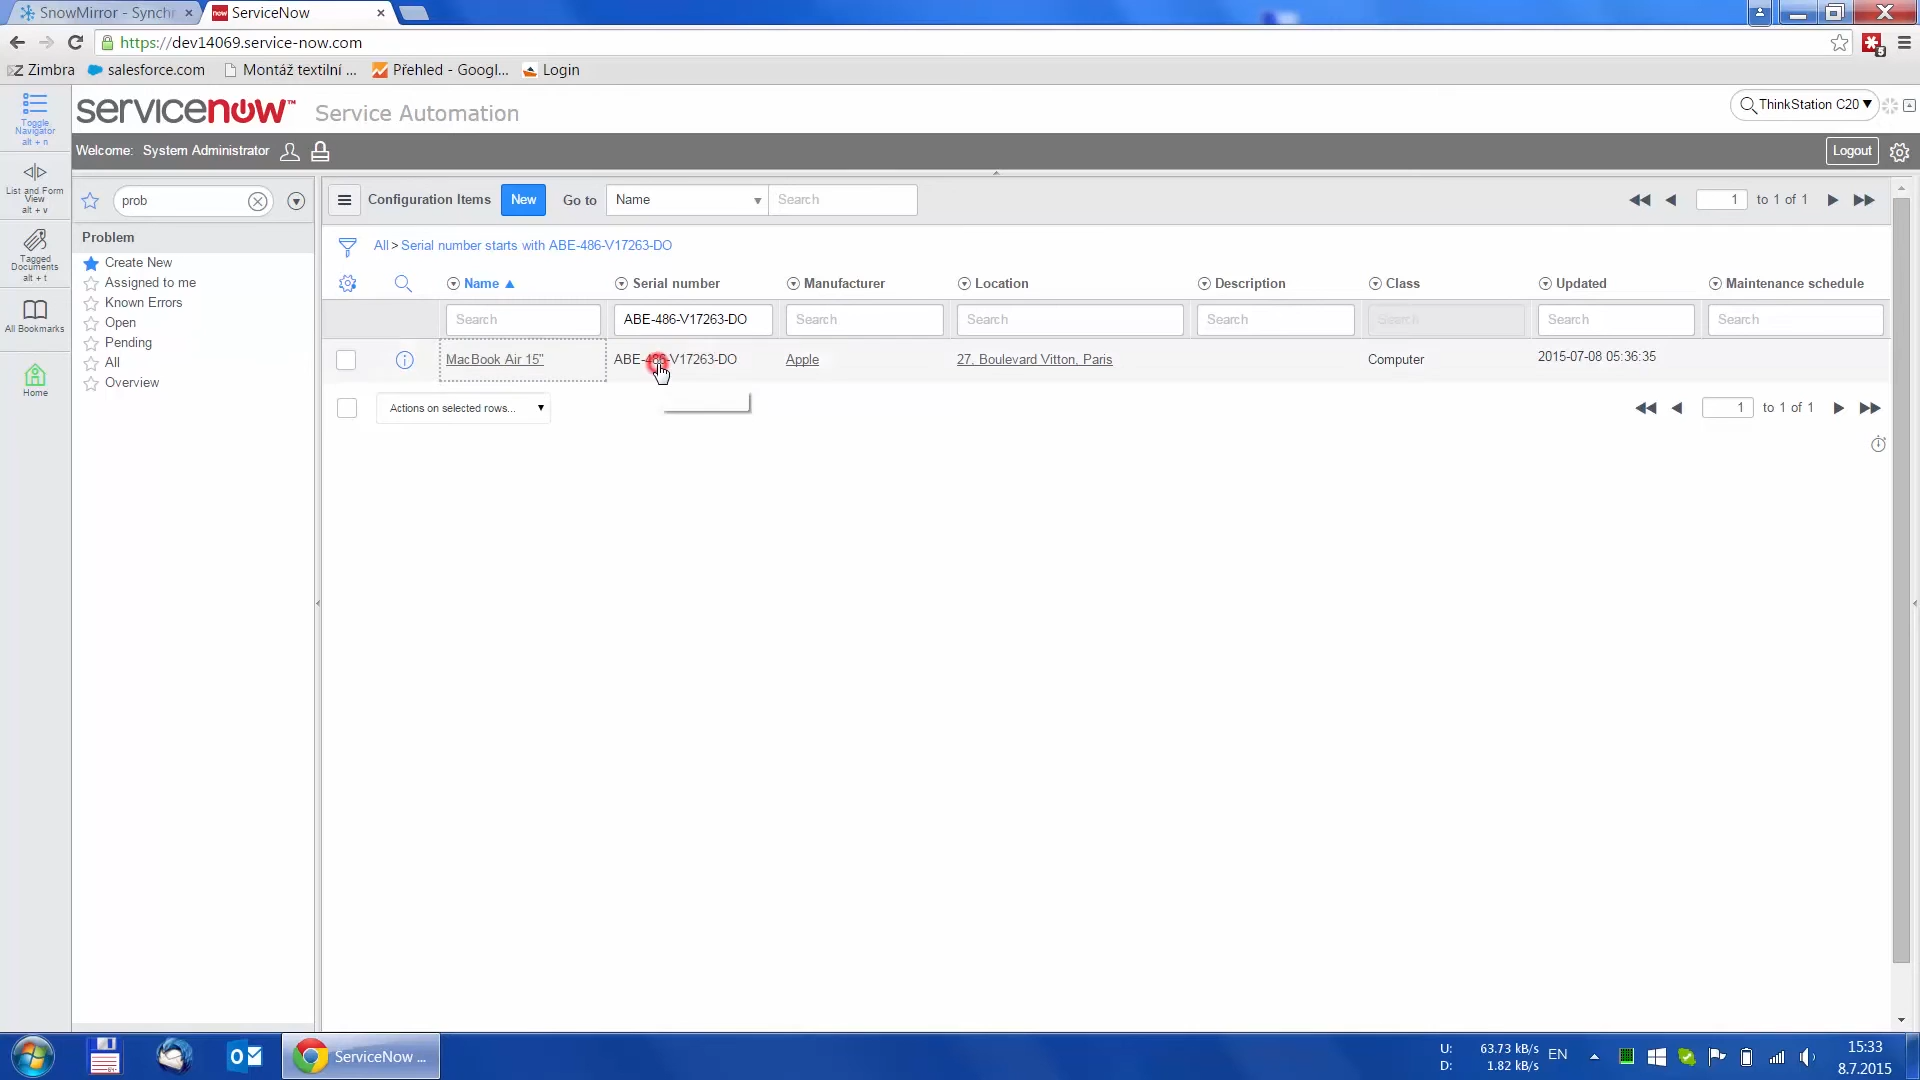 SnowMirror - Synchr
ServiceNow
https://dev14069.service-now.com
Zimbra
salesforce.com
Montáž textilní ...
Přehled - Googl...
Login
Toggle
Navigator
alt + n
servicenow™
Service Automation
ThinkStation C20
Welcome: System Administrator
Logout
List and Form
View
alt + v
prob
Configuration Items
New
Go to
Name
Search
1 to 1 of 1
Problem
Create New
Assigned to me
Known Errors
Open
Pending
All
Overview
Tagged
Documents
alt + t
All Bookmarks
Home
All > Serial number starts with ABE-486-V17263-DO
Name Serial number Manufacturer Location Description Class Updated Maintenance schedule
Search ABE-486-V17263-DO Search Search Search Search Search Search
MacBook Air 15" ABE-486-V17263-DO Apple 27, Boulevard Vitton, Paris Computer 2015-07-08 05:36:35
Actions on selected rows...
1 to 1 of 1
ServiceNow ...
U: 63.73 kB/s
D: 1.82 kB/s
EN
15:33
8.7.2015